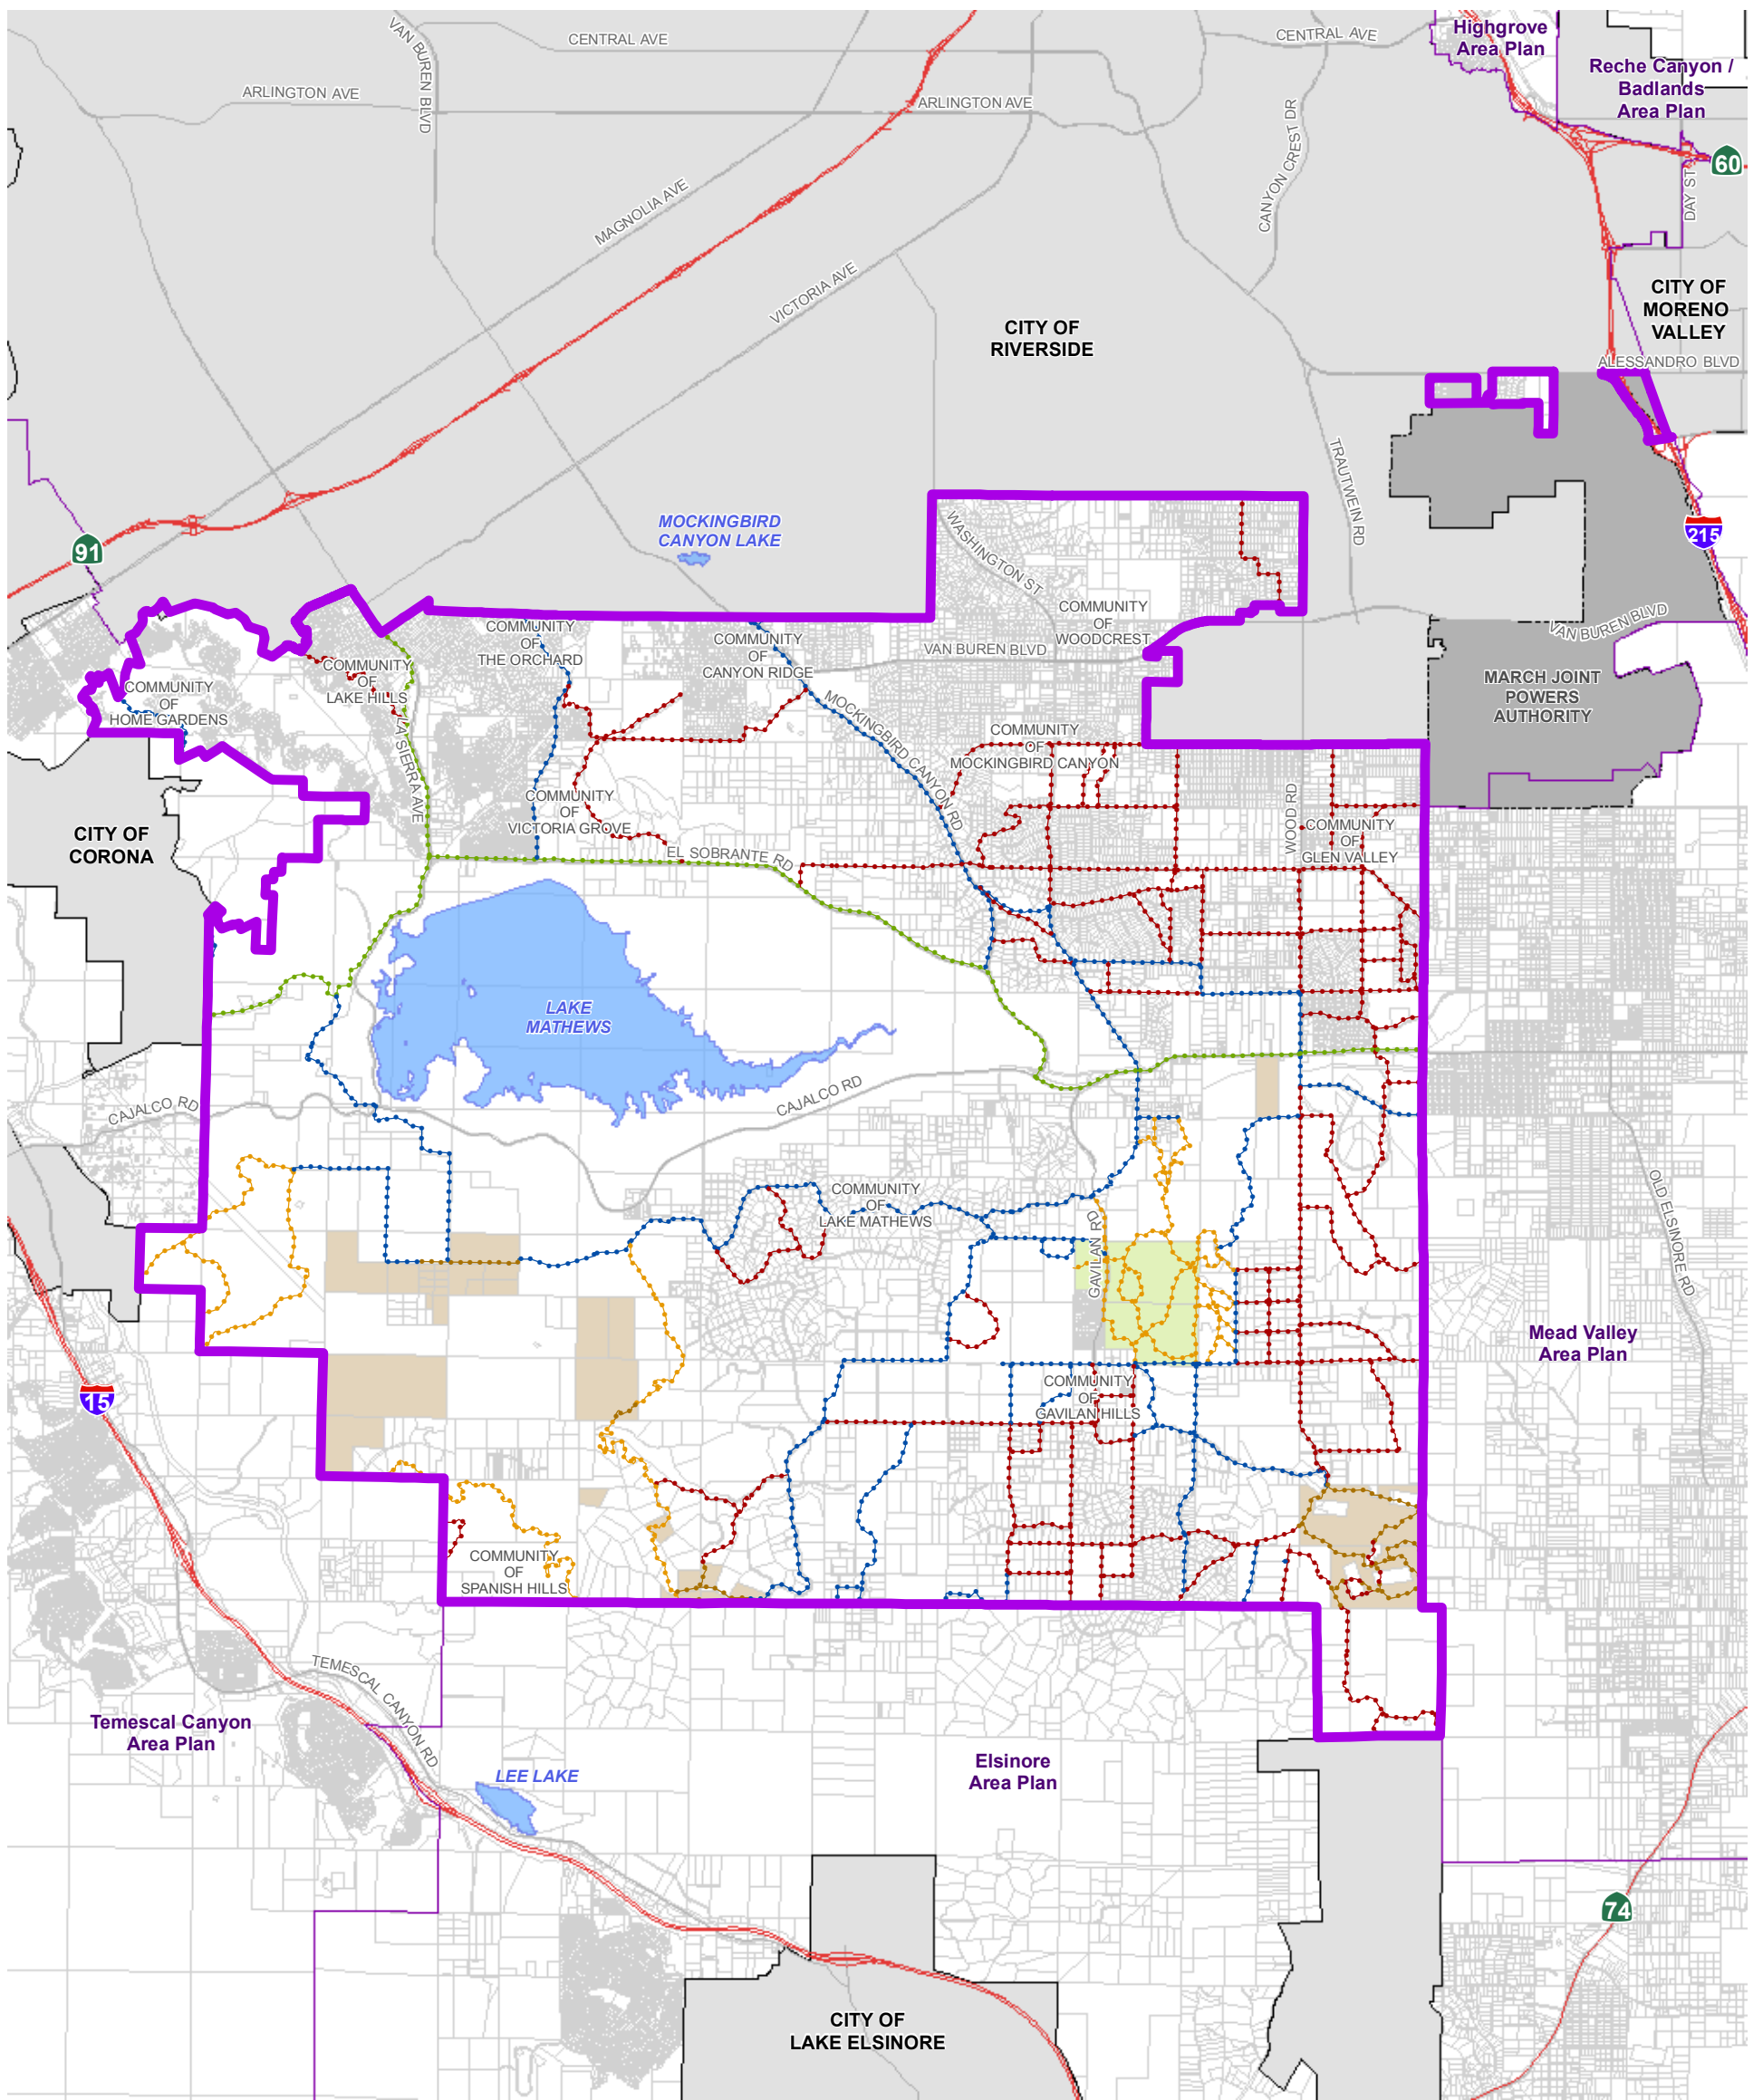 Highgrove
Area Plan
VAN BUREN BLVD
CENTRAL AVE
CENTRAL AVE
Reche Canyon /
Badlands
Area Plan
ARLINGTON AVE
ARLINGTON AVE
CANYON CREST DR
60
DAY ST
MAGNOLIA AVE
VICTORIA AVE
CITY OF
MORENO
VALLEY
CITY OF
RIVERSIDE
ALESSANDRO BLVD
TRAUTWEIN RD
MOCKINGBIRD
CANYON LAKE
91
215
WASHINGTON ST
COMMUNITY
OF
WOODCREST
VAN BUREN BLVD
COMMUNITY
OF
THE ORCHARD
COMMUNITY
OF
CANYON RIDGE
VAN BUREN BLVD
COMMUNITY
OF
LAKE HILLS
COMMUNITY
OF
HOME GARDENS
MARCH JOINT
POWERS
AUTHORITY
LA SIERRA AVE
MOCKINGBIRD CANYON RD
COMMUNITY
OF
MOCKINGBIRD CANYON
COMMUNITY
OF
VICTORIA GROVE
WOOD RD
COMMUNITY
OF
GLEN VALLEY
CITY OF
CORONA
EL SOBRANTE RD
LAKE
MATHEWS
CAJALCO RD
CAJALCO RD
OLD ELSINORE RD
COMMUNITY
OF
LAKE MATHEWS
GAVILAN RD
Mead Valley
Area Plan
15
COMMUNITY
OF
GAVILAN HILLS
COMMUNITY
OF
SPANISH HILLS
TEMESCAL CANYON RD
Temescal Canyon
Area Plan
Elsinore
Area Plan
LEE LAKE
74
CITY OF
LAKE ELSINORE